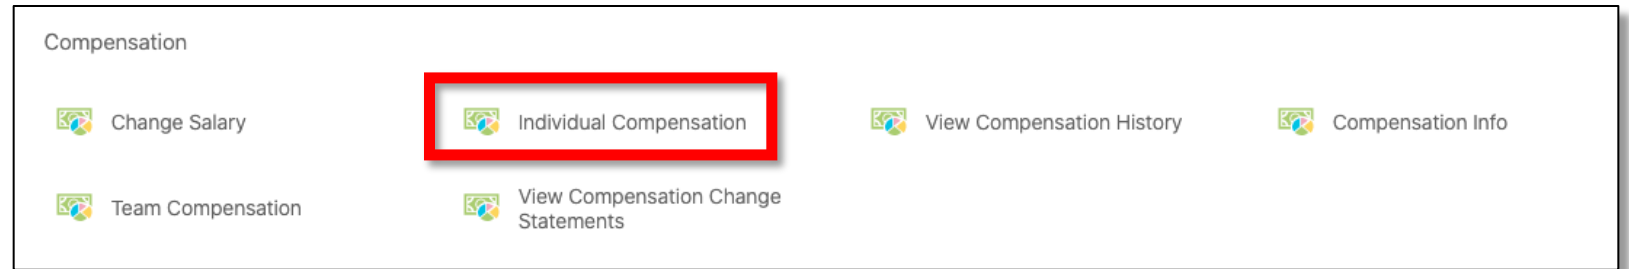 Compensation
Change Salary
Individual Compensation
View Compensation History
Compensation Info
Team Compensation
View Compensation Change
Statements